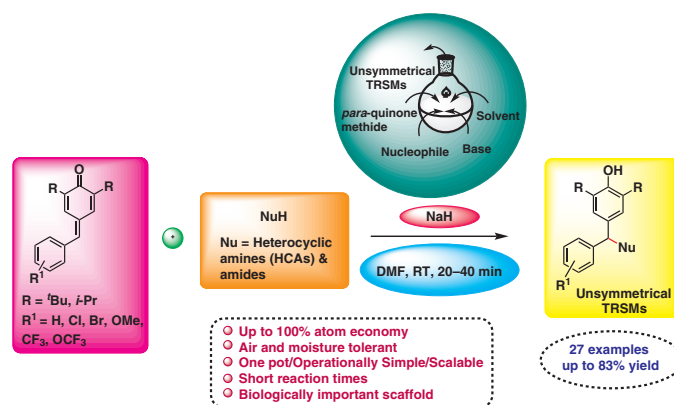 Unsymmetrical
TRSMs
para-quinone
methide
Solvent
Nucleophile
Base
O
R
R
R¹
R = ᵗBu, i-Pr
R¹ = H, Cl, Br, OMe,
CF₃, OCF₃
+
NuH
Nu = Heterocyclic
amines (HCAs) &
amides
NaH
DMF, RT, 20–40 min
OH
R
R
Nu
R¹
Unsymmetrical
TRSMs
Up to 100% atom economy
Air and moisture tolerant
One pot/Operationally Simple/Scalable
Short reaction times
Biologically important scaffold
27 examples
up to 83% yield